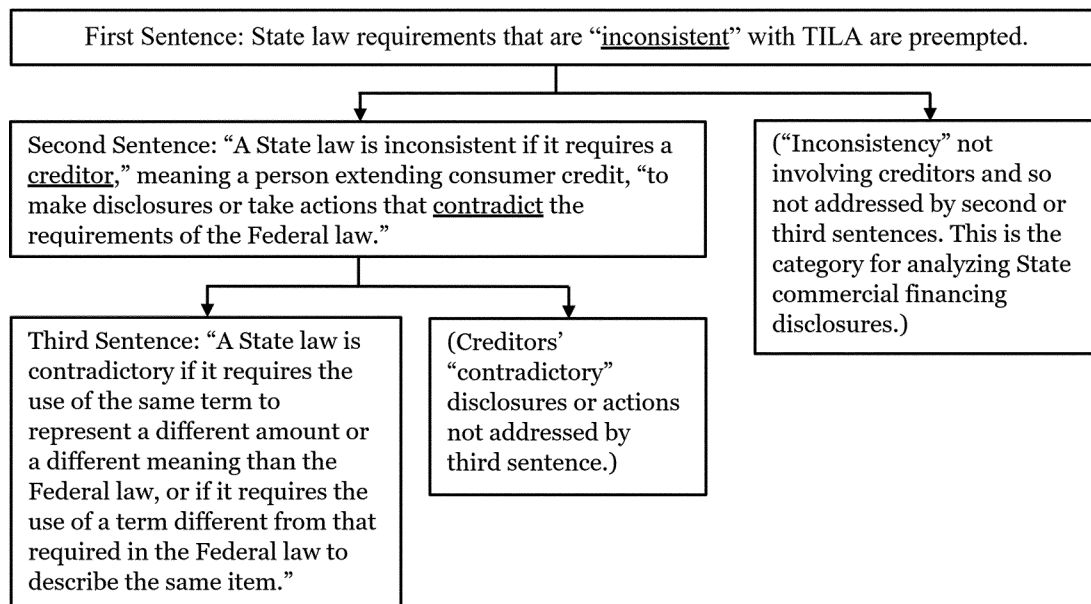 First Sentence: State law requirements that are “inconsistent” with TILA are preempted.
Second Sentence: “A State law is inconsistent if it requires a
creditor,” meaning a person extending consumer credit, “to
make disclosures or take actions that contradict the
requirements of the Federal law.”
(“Inconsistency” not
involving creditors and so
not addressed by second or
third sentences. This is the
category for analyzing State
commercial financing
disclosures.)
Third Sentence: “A State law is
contradictory if it requires the
use of the same term to
represent a different amount or
a different meaning than the
Federal law, or if it requires the
use of a term different from that
required in the Federal law to
describe the same item.”
(Creditors’
“contradictory”
disclosures or actions
not addressed by
third sentence.)